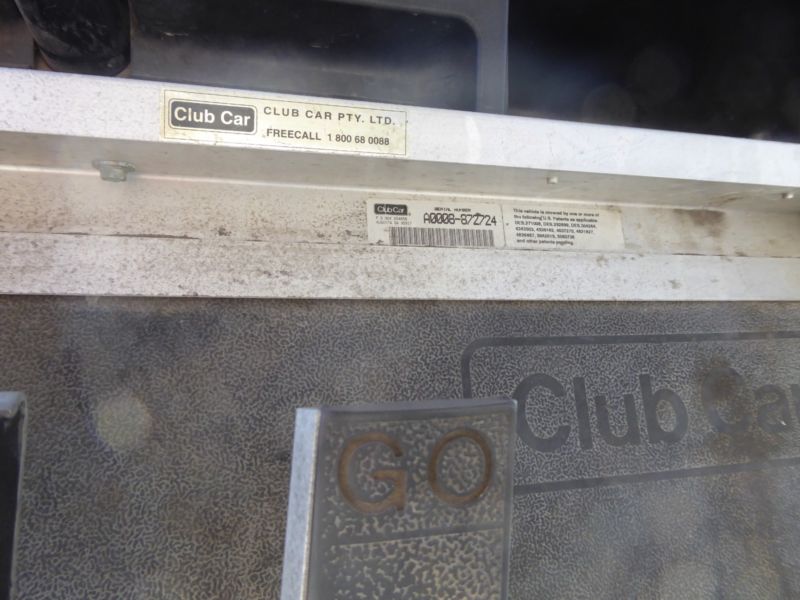 Club Car
CLUB CAR PTY. LTD.
FREECALL 1 800 68 0088
Club Car
SERIAL NUMBER
A0008-872724
This vehicle is covered by one or more of
the following U.S. Patents as applicable:
and other patents pending.
Club Car
GO